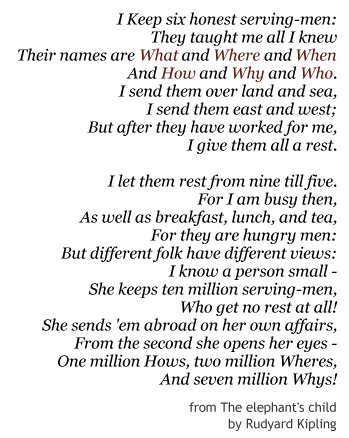 I Keep six honest serving-men:
They taught me all I knew
Their names are What and Where and When
And How and Why and Who.
I send them over land and sea,
I send them east and west;
But after they have worked for me,
I give them all a rest.
I let them rest from nine till five.
For I am busy then,
As well as breakfast, lunch, and tea,
For they are hungry men:
But different folk have different views:
I know a person small -
She keeps ten million serving-men,
Who get no rest at all!
She sends 'em abroad on her own affairs,
From the second she opens her eyes -
One million Hows, two million Wheres,
And seven million Whys!
from The elephant's child
by Rudyard Kipling